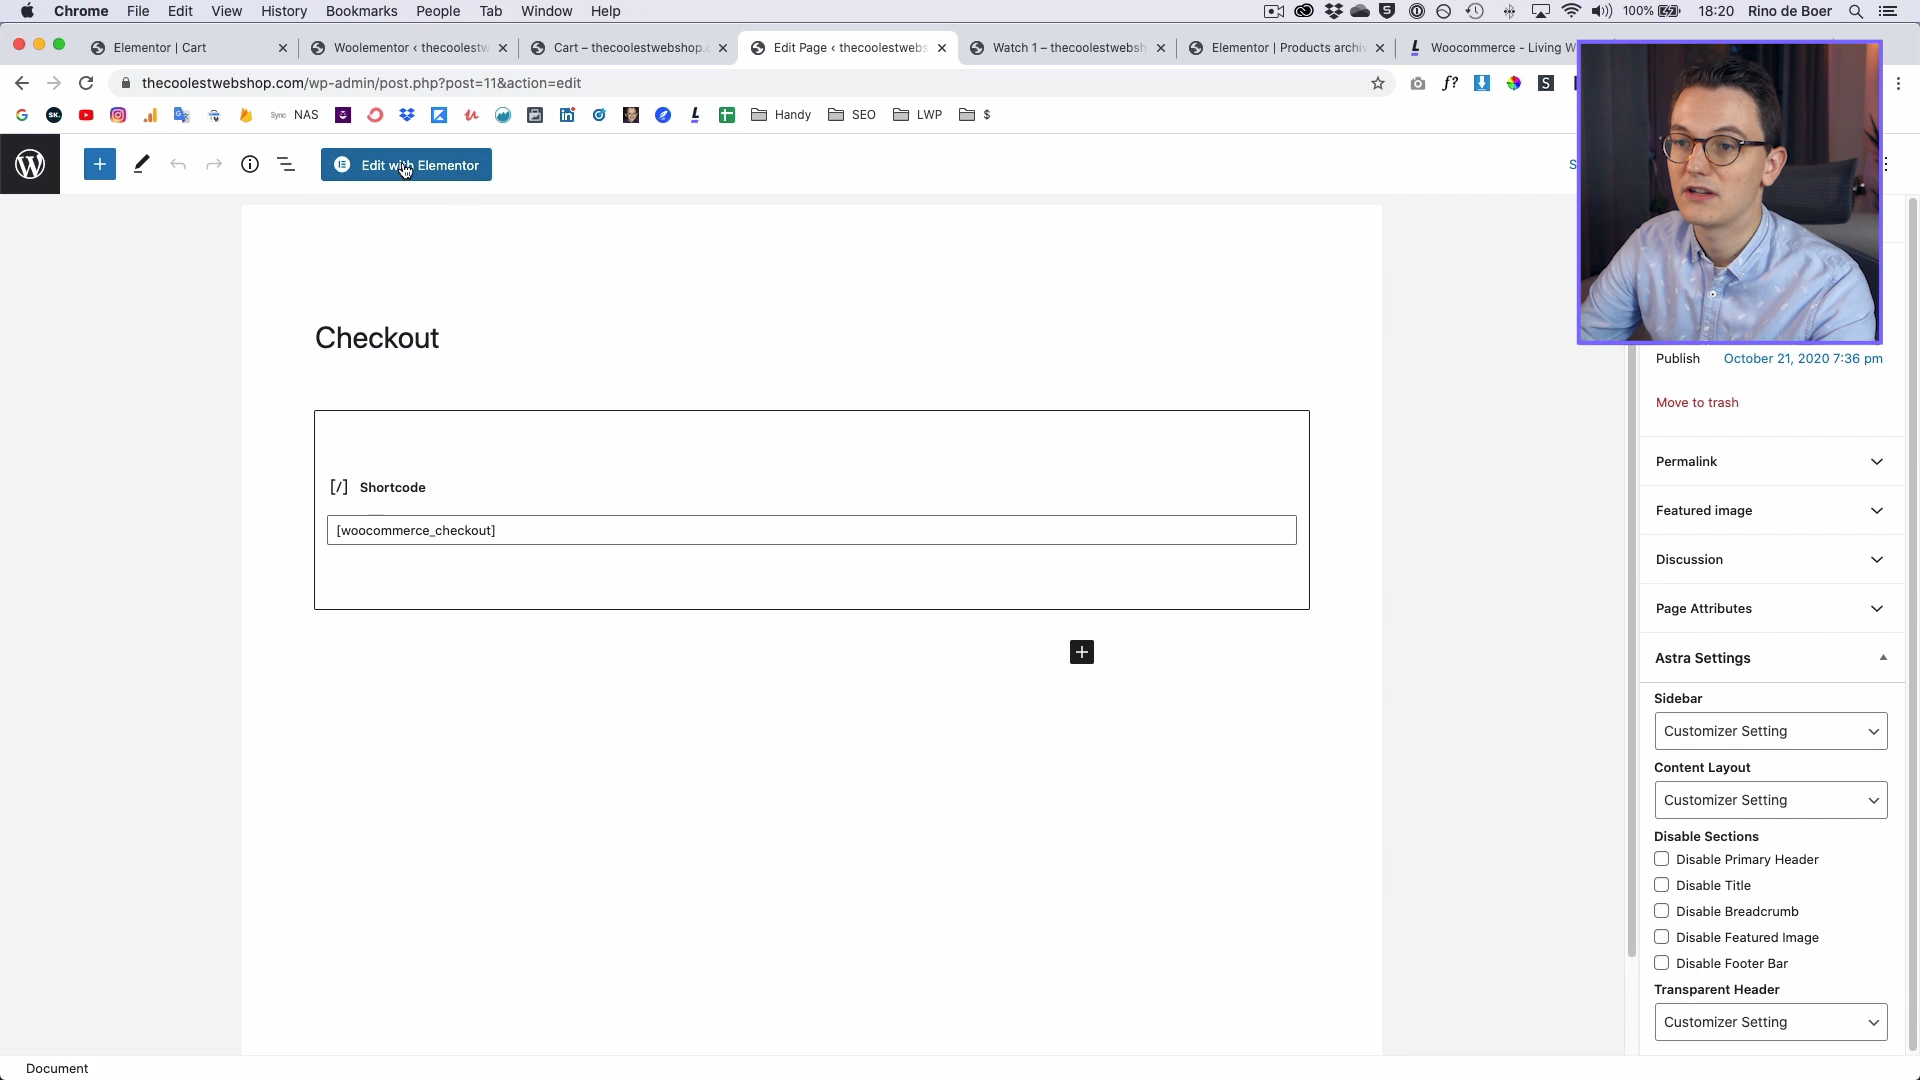 Chrome File Edit View History Bookmarks People Tab Window Help 100% 18:20 Rino de Boer
Elementor | Cart
Woolementor ‹ thecoolestw
Cart – thecoolestwebshop.
Edit Page ‹ thecoolestwebs
Watch 1 – thecoolestwebsh
Elementor | Products archiv
Woocommerce - Living W
thecoolestwebshop.com/wp-admin/post.php?post=11&action=edit
NAS
Handy
SEO
LWP
$
Edit with Elementor
Checkout
[/] Shortcode
[woocommerce_checkout]
Publish October 21, 2020 7:36 pm
Move to trash
Permalink
Featured image
Discussion
Page Attributes
Astra Settings
Sidebar
Customizer Setting
Content Layout
Customizer Setting
Disable Sections
Disable Primary Header
Disable Title
Disable Breadcrumb
Disable Featured Image
Disable Footer Bar
Transparent Header
Customizer Setting
Document